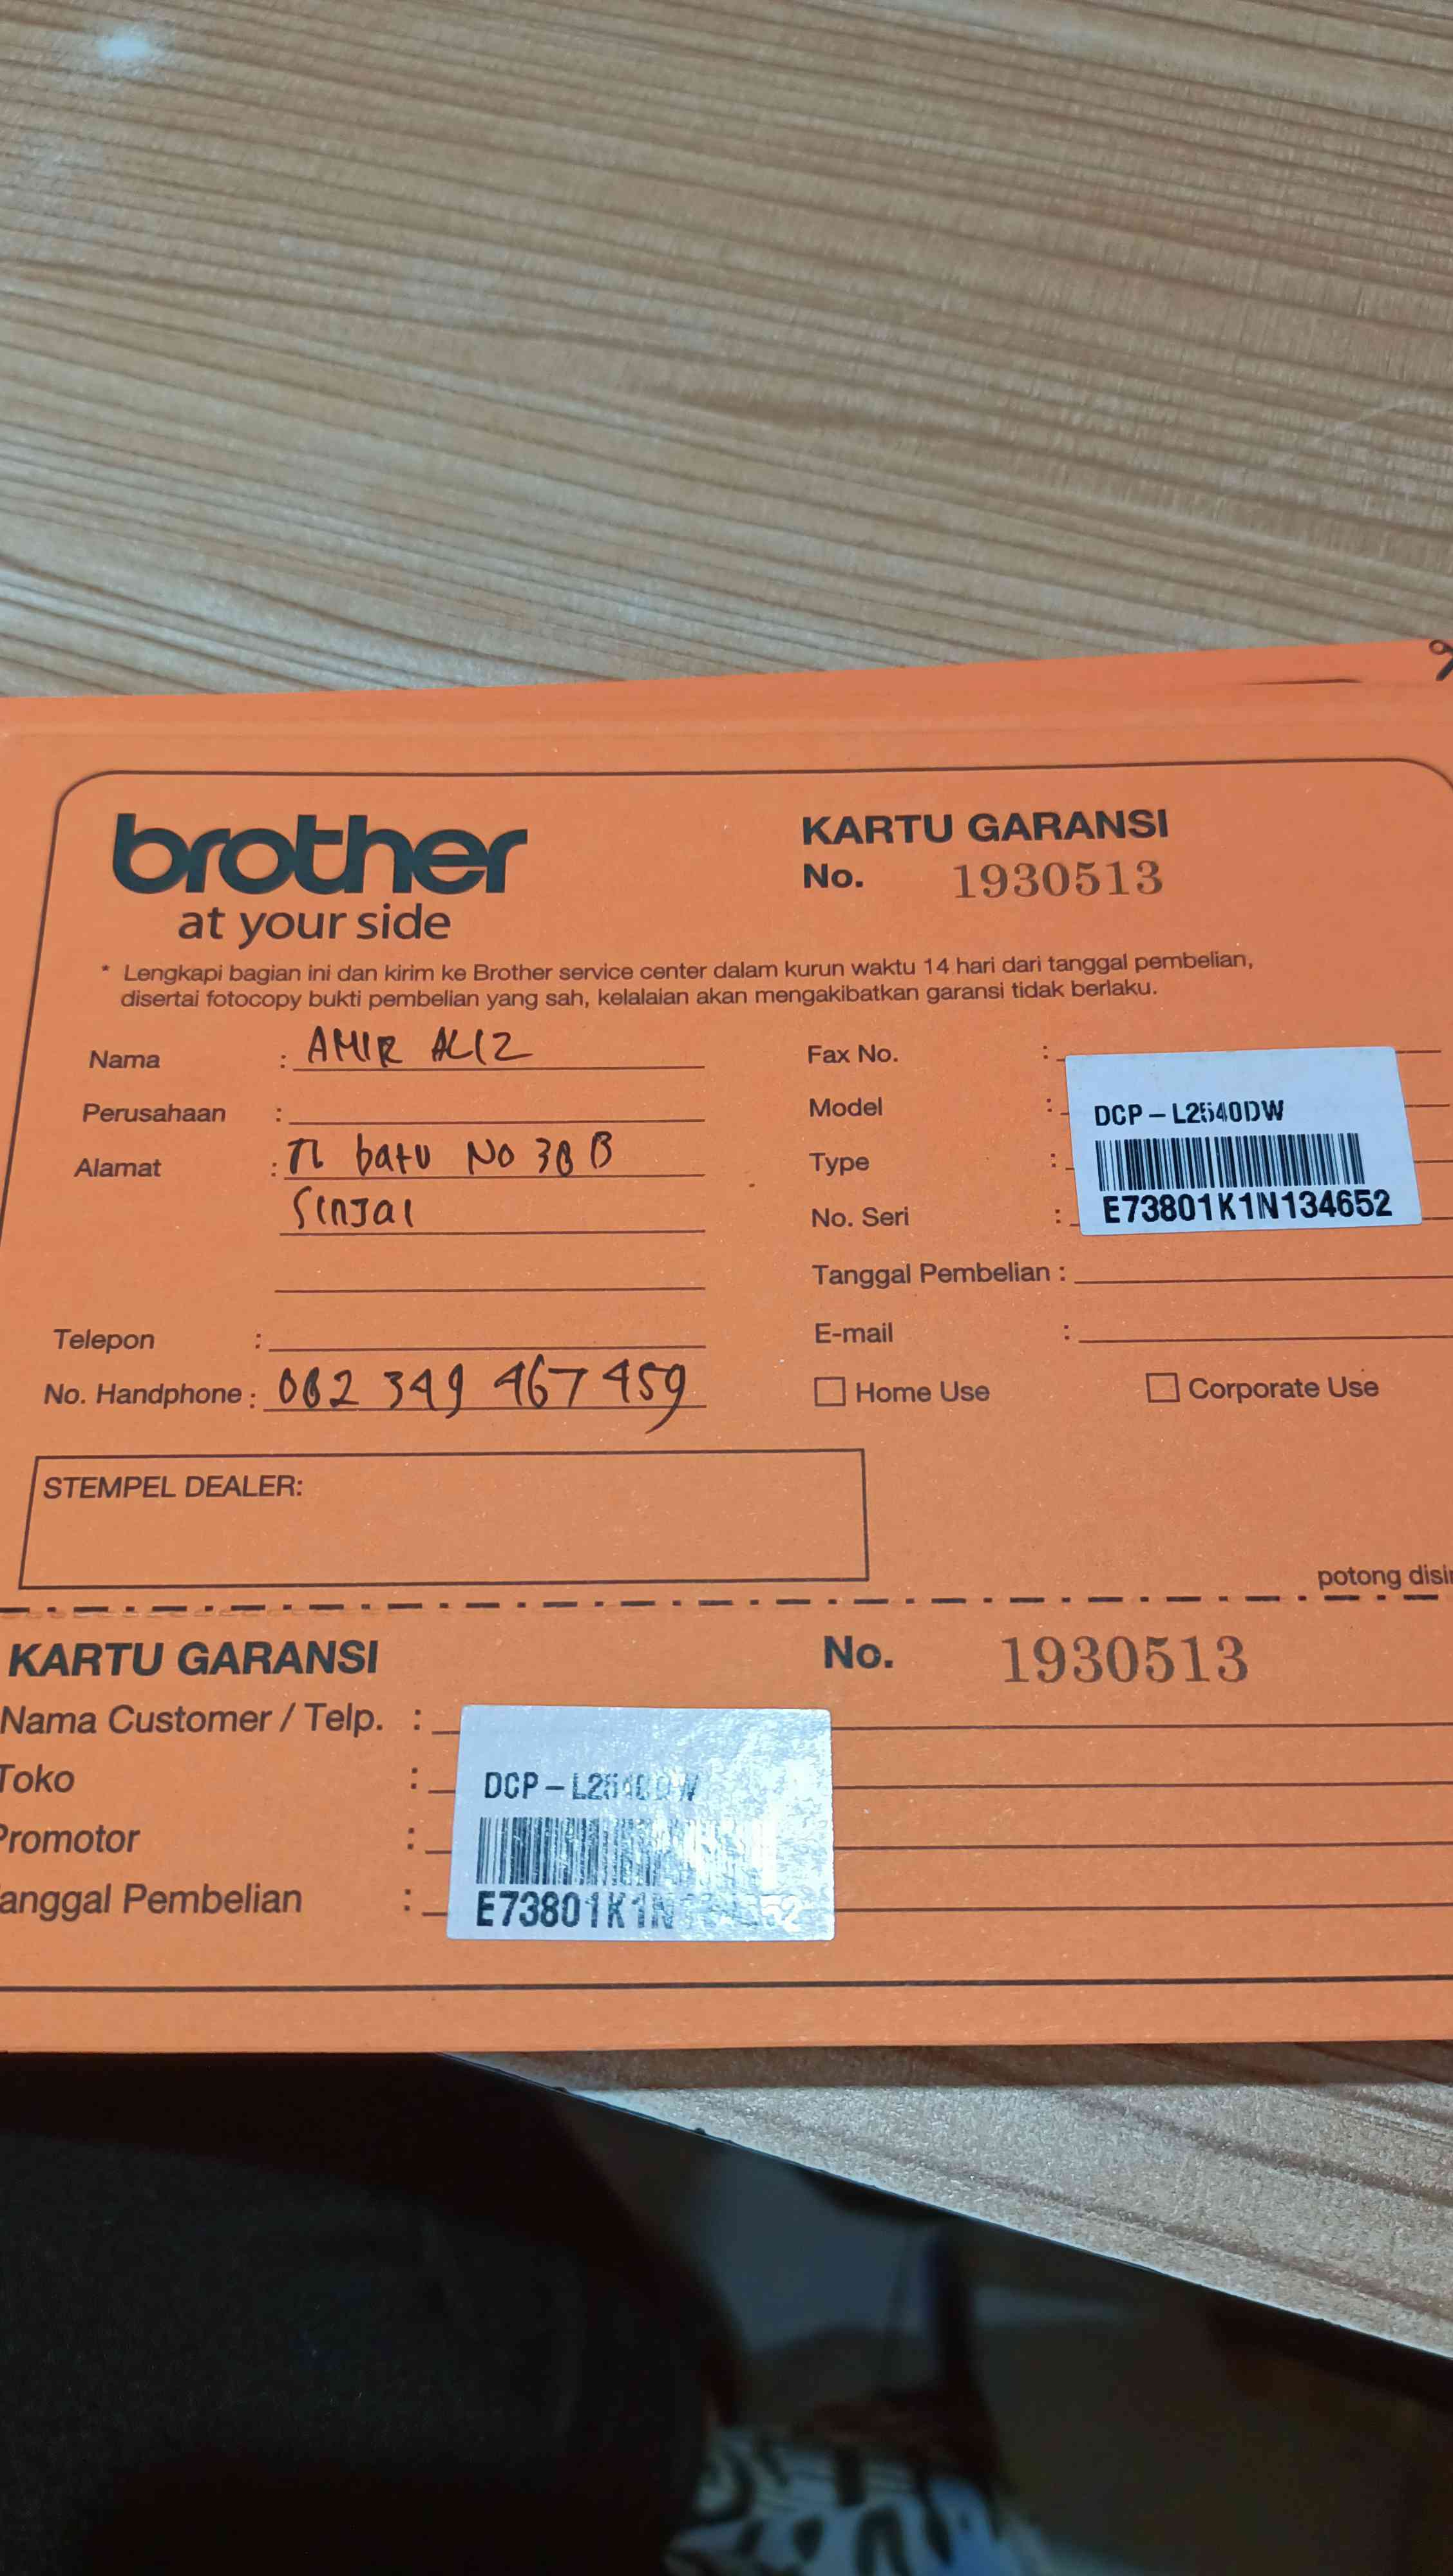 brother
at your side
KARTU GARANSI
No. 1930513
* Lengkapi bagian ini dan kirim ke Brother service center dalam kurun waktu 14 hari dari tanggal pembelian,
disertai fotocopy bukti pembelian yang sah, kelalaian akan mengakibatkan garansi tidak berlaku.
Nama : AMIR
Perusahaan :
Alamat : batu No
Sinjai
Telepon :
No. Handphone : 082 349 467 459
Fax No. :
Model : DCP-L2540DW
Type :
No. Seri : E73801K1N134652
Tanggal Pembelian :
E-mail :
Home Use Corporate Use
STEMPEL DEALER:
potong
KARTU GARANSI No. 1930513
Nama Customer / Telp. :
Toko : DCP-L2540DW
Promotor :
anggal Pembelian : E73801K1N